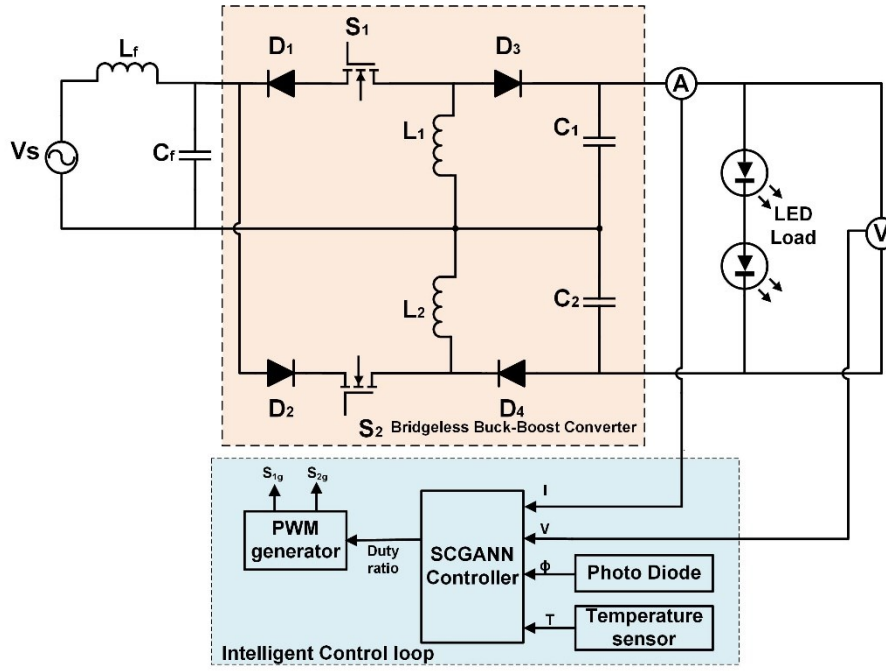 S1
D1
D3
Lf
A
L1
C1
Vs
Cf
LED
Load
V
L2
C2
D2
D4
S2
Bridgeless Buck-Boost Converter
S1g
S2g
I
PWM
generator
Duty
ratio
SCGANN
Controller
V
ϕ
Photo Diode
T
Temperature
sensor
Intelligent Control loop